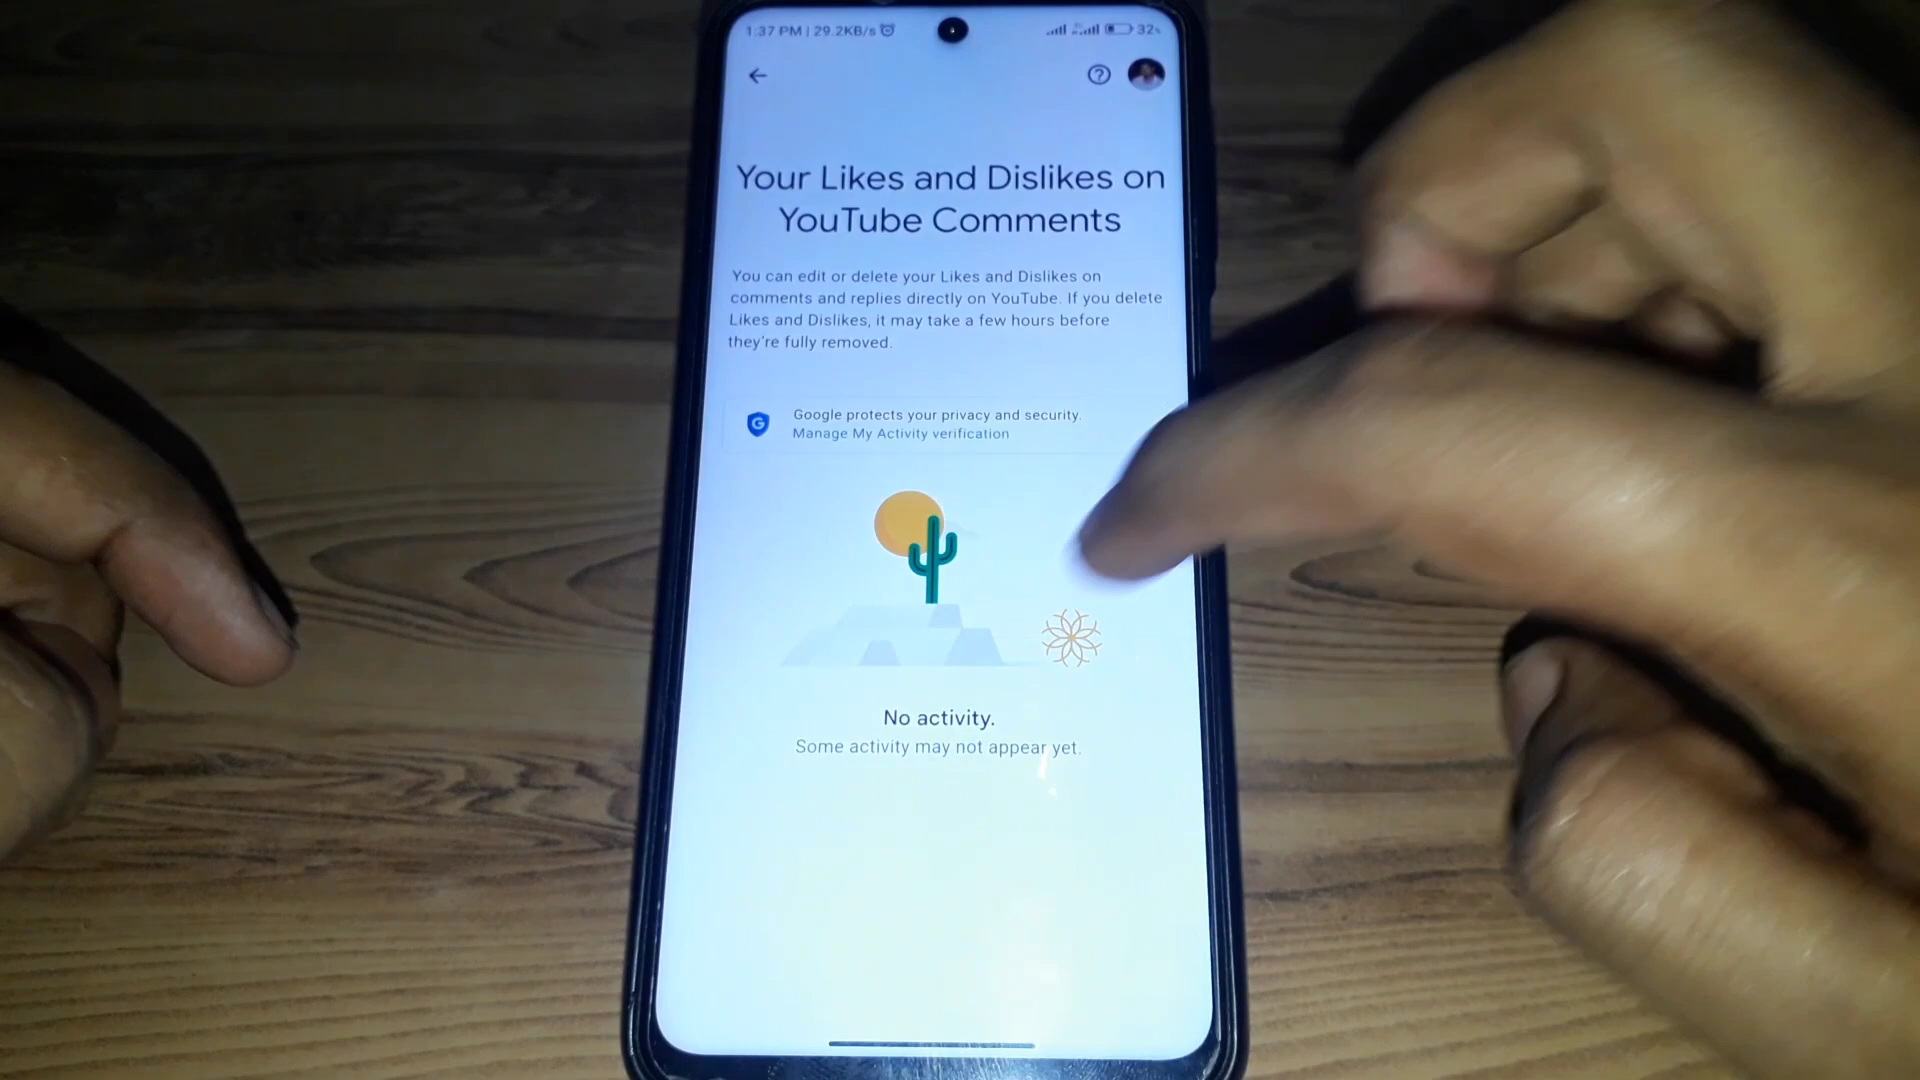 1:37 PM | 29.2KB/s 32%
Your Likes and Dislikes on
YouTube Comments
You can edit or delete your Likes and Dislikes on
comments and replies directly on YouTube. If you delete
Likes and Dislikes, it may take a few hours before
they're fully removed.
G
Google protects your privacy and security.
Manage My Activity verification
No activity.
Some activity may not appear yet.